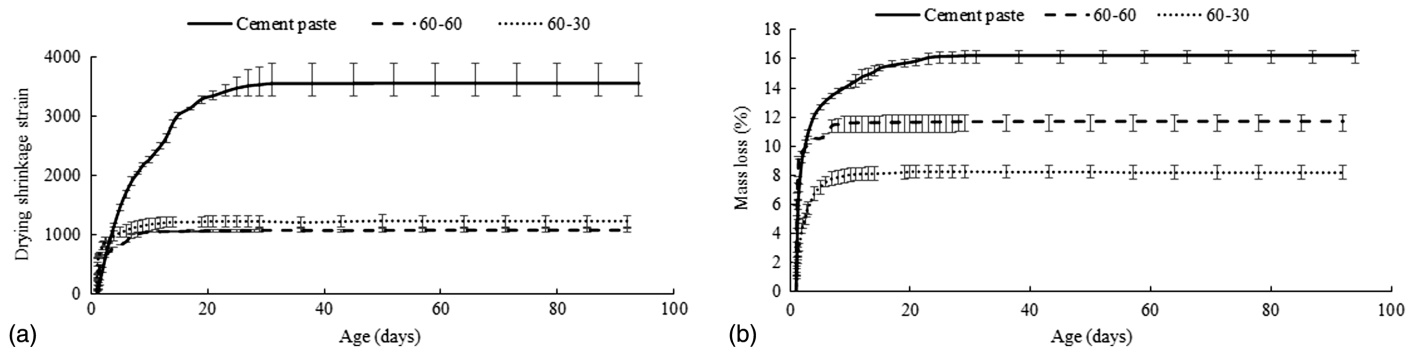 Cement paste 60-60 60-30
4000
3000
2000
1000
0
Drying shrinkage strain
0 20 40 60 80 100
Age (days)
(a)
Cement paste 60-60 60-30
18
16
14
12
10
8
6
4
2
0
Mass loss (%)
0 20 40 60 80 100
Age (days)
(b)